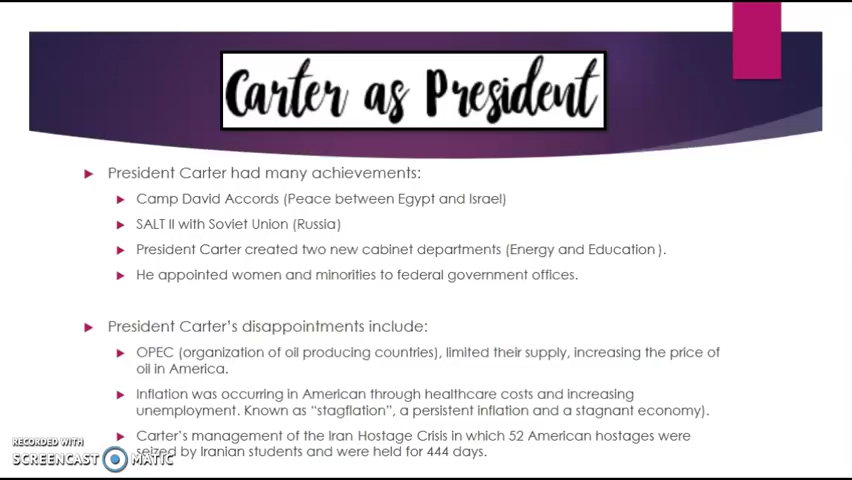 Carter as President
President Carter had many achievements:
Camp David Accords (Peace between Egypt and Israel)
SALT II with Soviet Union (Russia)
President Carter created two new cabinet departments (Energy and Education).
He appointed women and minorities to federal government offices.
President Carter's disappointments include:
OPEC (organization of oil producing countries), limited their supply, increasing the price of
oil in America.
Inflation was occurring in American through healthcare costs and increasing
unemployment. Known as “stagflation”, a persistent inflation and a stagnant economy).
Carter's management of the Iran Hostage Crisis in which 52 American hostages were
seized by Iranian students and were held for 444 days.
RECORDED WITH
SCREENCAST MATIC